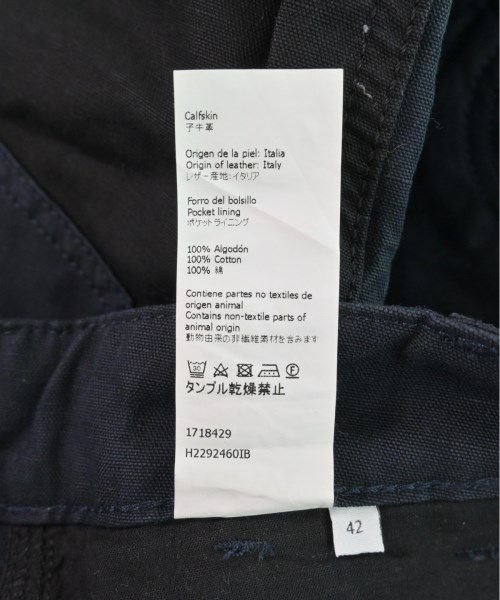 Calfskin
子牛革
Origen de la piel: Italia
Origin of leather: Italy
レザー産地:イタリア
Forro del bolsillo
Pocket lining
ポケットライニング
100% Algodón
100% Cotton
100% 綿
Contiene partes no textiles de
origen animal
Contains non-textile parts of
animal origin
動物由来の非繊維素材を含みます
30 F
タンブル乾燥禁止
1718429
H2292460IB
42